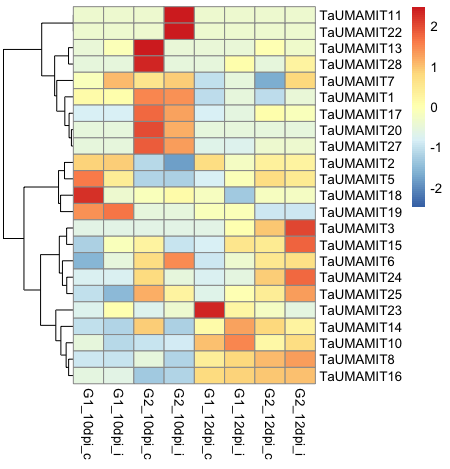 TaUMAMIT11
TaUMAMIT22
TaUMAMIT13
TaUMAMIT28
TaUMAMIT7
TaUMAMIT1
TaUMAMIT17
TaUMAMIT20
TaUMAMIT27
TaUMAMIT2
TaUMAMIT5
TaUMAMIT18
TaUMAMIT19
TaUMAMIT3
TaUMAMIT15
TaUMAMIT6
TaUMAMIT24
TaUMAMIT25
TaUMAMIT23
TaUMAMIT14
TaUMAMIT10
TaUMAMIT8
TaUMAMIT16
2
1
0
-1
-2
G1_10dpi_c
G1_10dpi_i
G2_10dpi_c
G2_10dpi_i
G1_12dpi_c
G1_12dpi_i
G2_12dpi_c
G2_12dpi_i